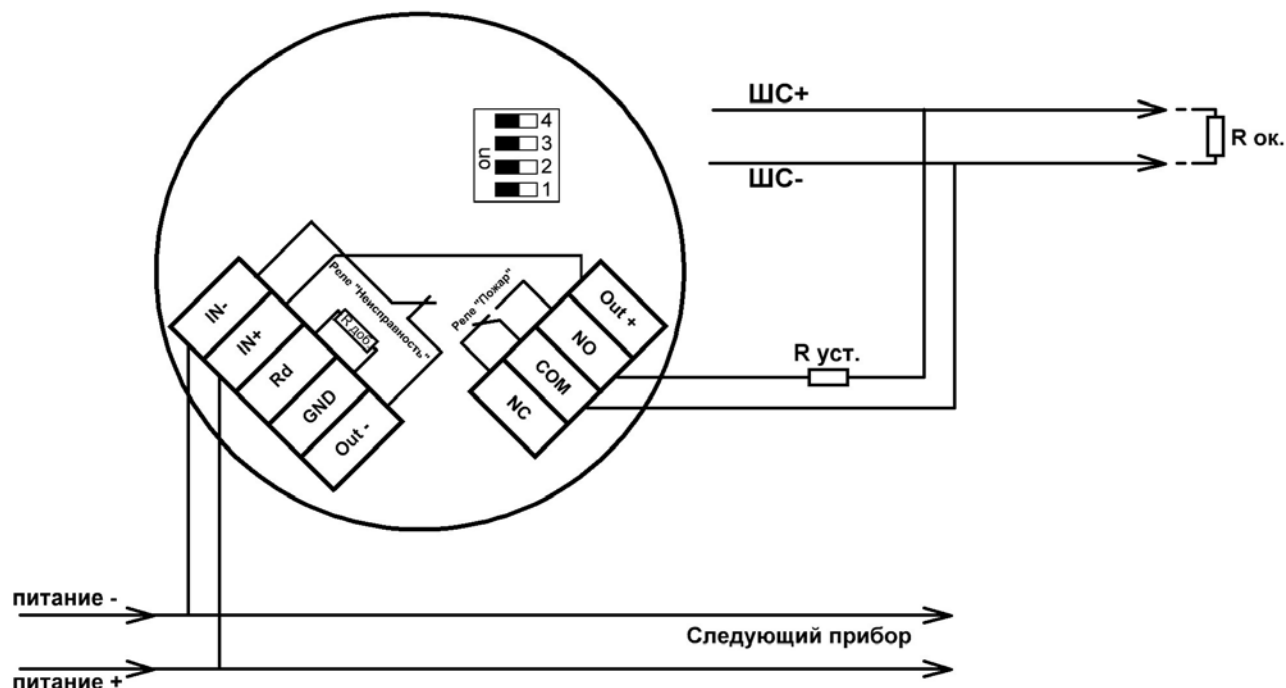 ШС+
ШС-
R ок.
4
3
2
1
on
Реле "Неисправность"
R доб.
Реле "Пожар"
IN-
IN+
Rd
GND
Out -
Out +
NO
COM
NC
R уст.
питание -
Следующий прибор
питание +